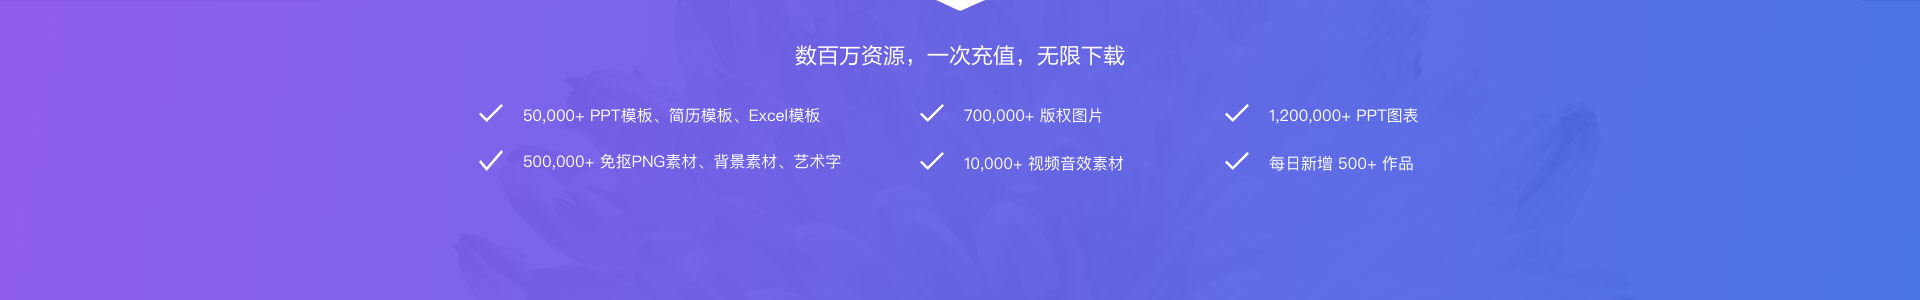 数百万资源，一次充值，无限下载
50,000+ PPT模板、简历模板、Excel模板
700,000+ 版权图片
1,200,000+ PPT图表
500,000+ 免抠PNG素材、背景素材、艺术字
10,000+ 视频音效素材
每日新增 500+ 作品